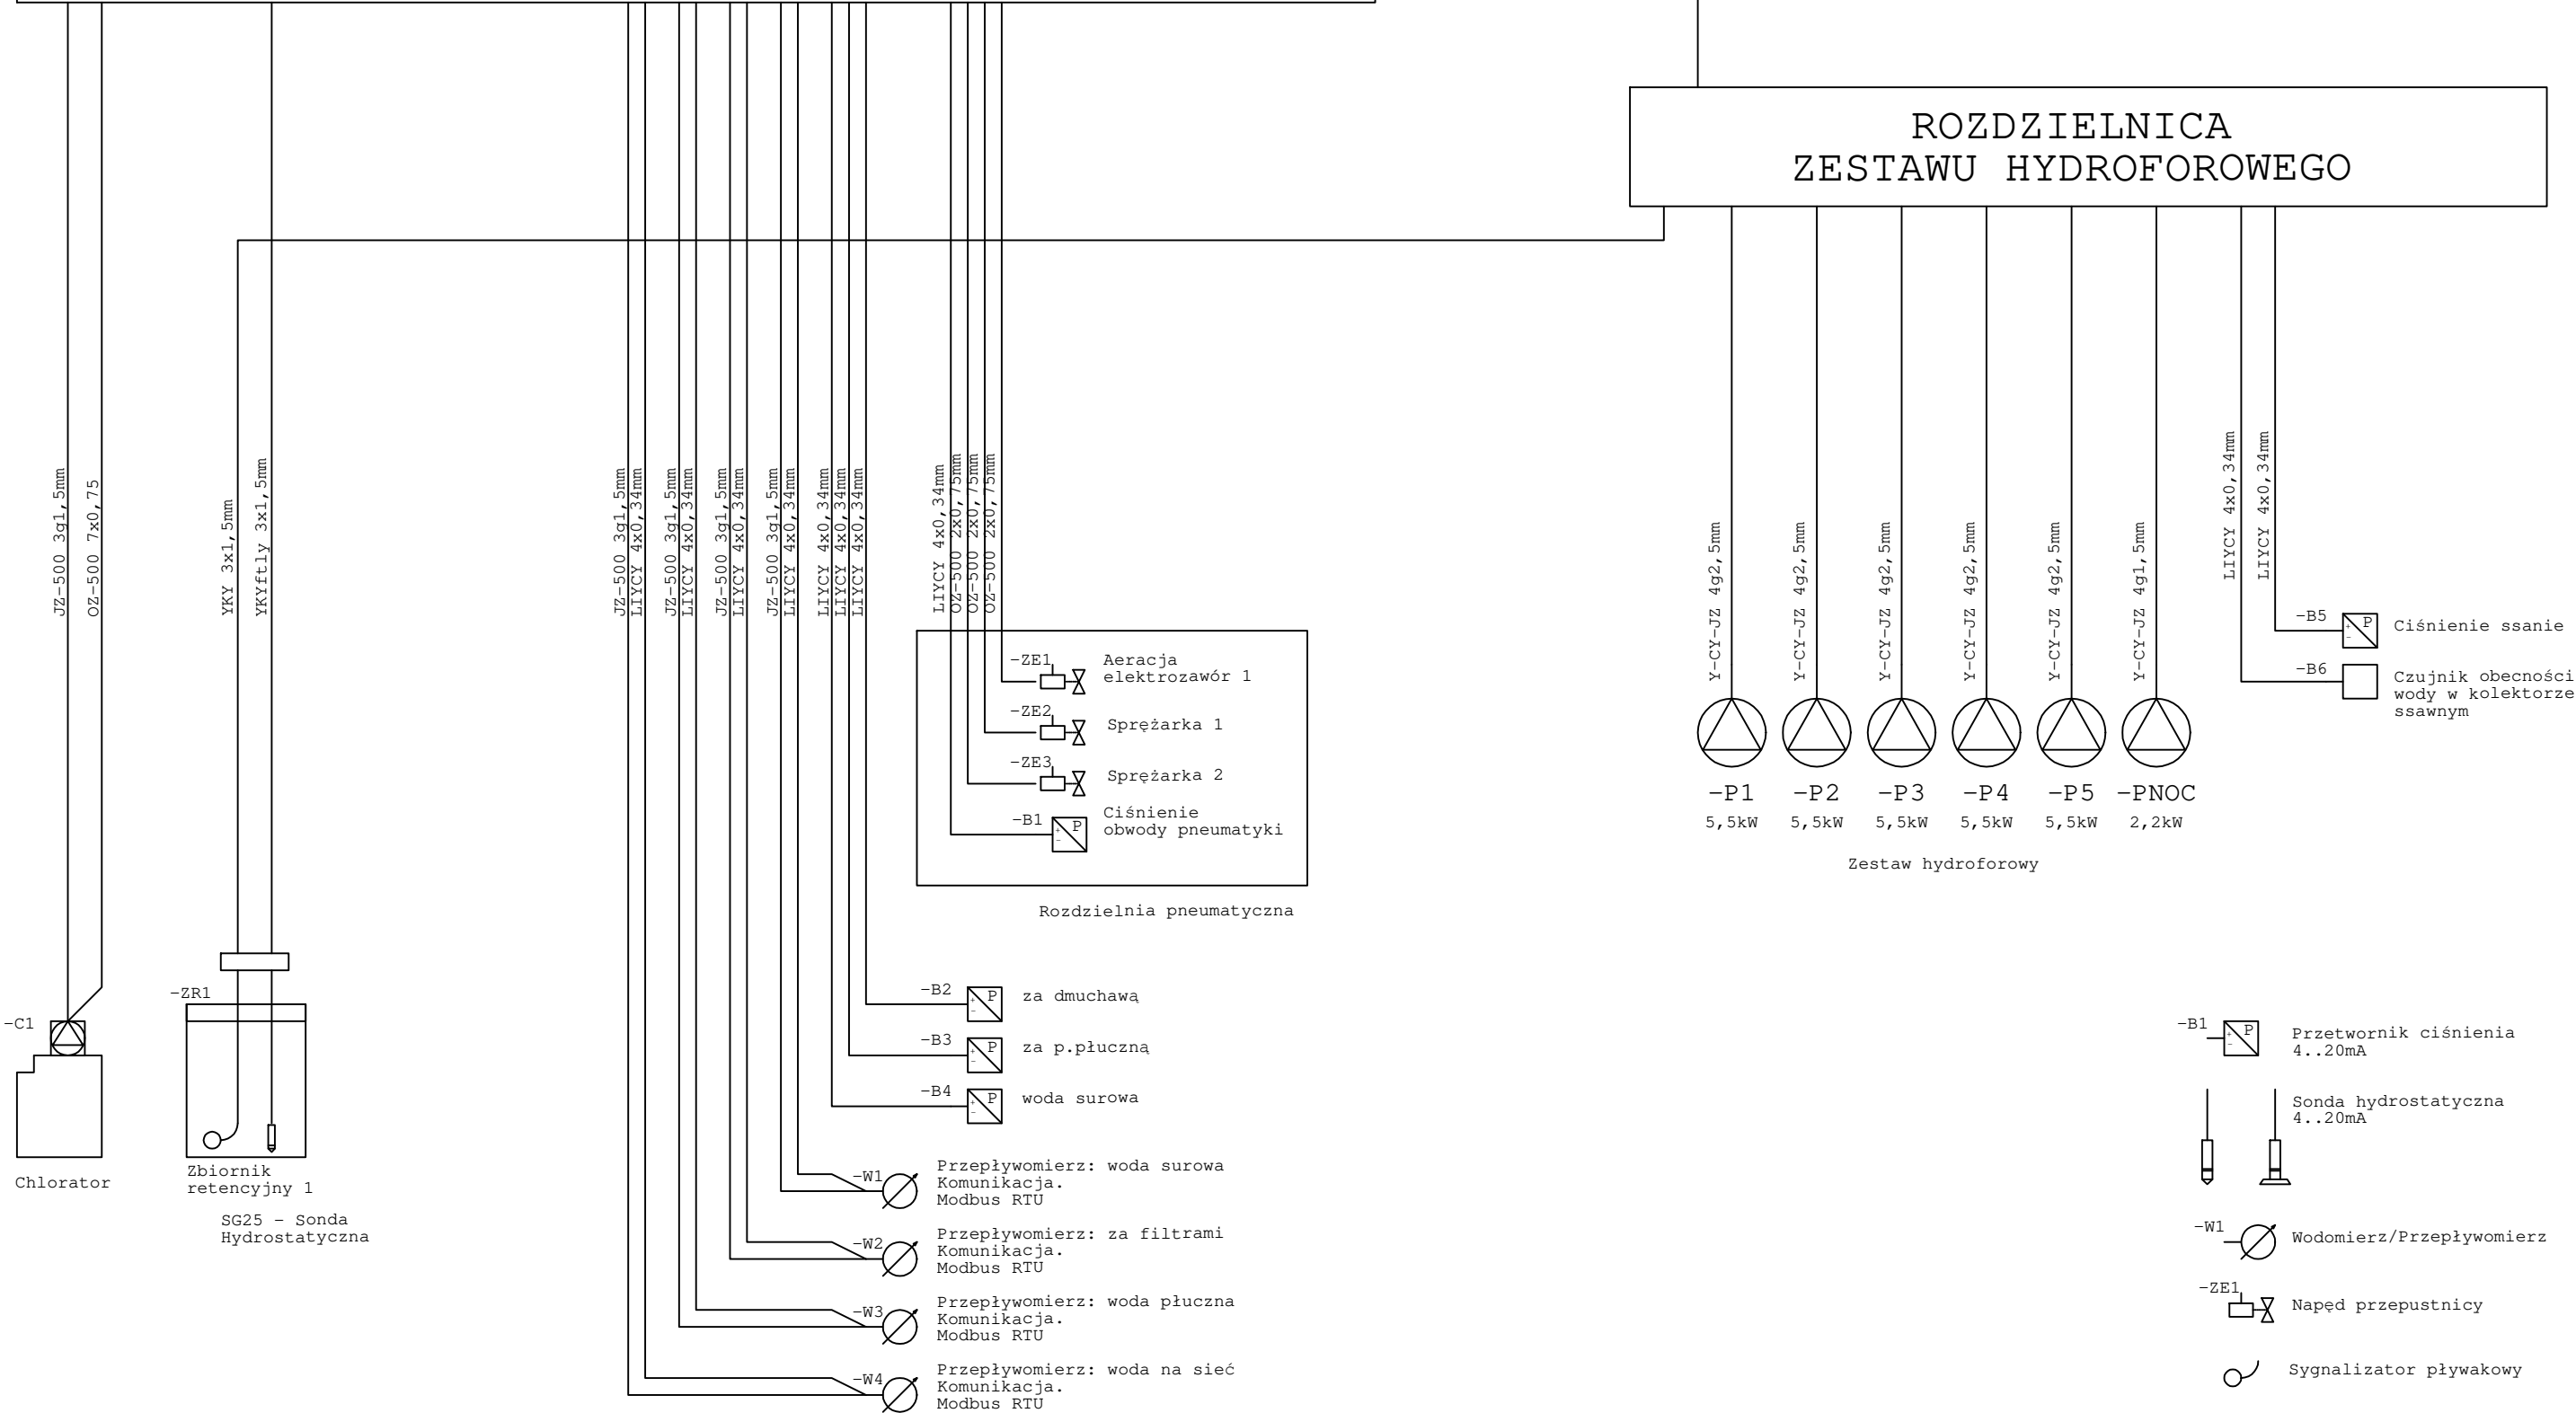 ROZDZIELNICA
ZESTAWU HYDROFOROWEGO
JZ-500 3g1,5mm
OZ-500 7x0,75
YKY 3x1,5mm
YKYftly 3x1,5mm
JZ-500 3g1,5mm
LIYCY 4x0,34mm
JZ-500 3g1,5mm
LIYCY 4x0,34mm
JZ-500 3g1,5mm
LIYCY 4x0,34mm
JZ-500 3g1,5mm
LIYCY 4x0,34mm
LIYCY 4x0,34mm
LIYCY 4x0,34mm
LIYCY 4x0,34mm
LIYCY 4x0,34mm
OZ-500 2x0,75mm
OZ-500 2x0,75mm
OZ-500 2x0,75mm
Y-CY-JZ 4g2,5mm
Y-CY-JZ 4g2,5mm
Y-CY-JZ 4g2,5mm
Y-CY-JZ 4g2,5mm
Y-CY-JZ 4g2,5mm
Y-CY-JZ 4g1,5mm
LIYCY 4x0,34mm
LIYCY 4x0,34mm
-B5
P
+
-
Ciśnienie ssanie
-B6
Czujnik obecności
wody w kolektorze
ssawnym
-ZE1
Aeracja
elektrozawór 1
-ZE2
Sprężarka 1
-ZE3
Sprężarka 2
-B1
P
+
-
Ciśnienie
obwody pneumatyki
Rozdzielnia pneumatyczna
-P1
5,5kW
-P2
5,5kW
-P3
5,5kW
-P4
5,5kW
-P5
5,5kW
-PNOC
2,2kW
Zestaw hydroforowy
-C1
Chlorator
-ZR1
Zbiornik
retencyjny 1
SG25 - Sonda
Hydrostatyczna
-B2
P
+
-
za dmuchawą
-B3
P
+
-
za p.płuczną
-B4
P
+
-
woda surowa
-W1
Przepływomierz: woda surowa
Komunikacja.
Modbus RTU
-W2
Przepływomierz: za filtrami
Komunikacja.
Modbus RTU
-W3
Przepływomierz: woda płuczna
Komunikacja.
Modbus RTU
-W4
Przepływomierz: woda na sieć
Komunikacja.
Modbus RTU
-B1
P
+
-
Przetwornik ciśnienia
4..20mA
Sonda hydrostatyczna
4..20mA
-W1
Wodomierz/Przepływomierz
-ZE1
Napęd przepustnicy
Sygnalizator pływakowy